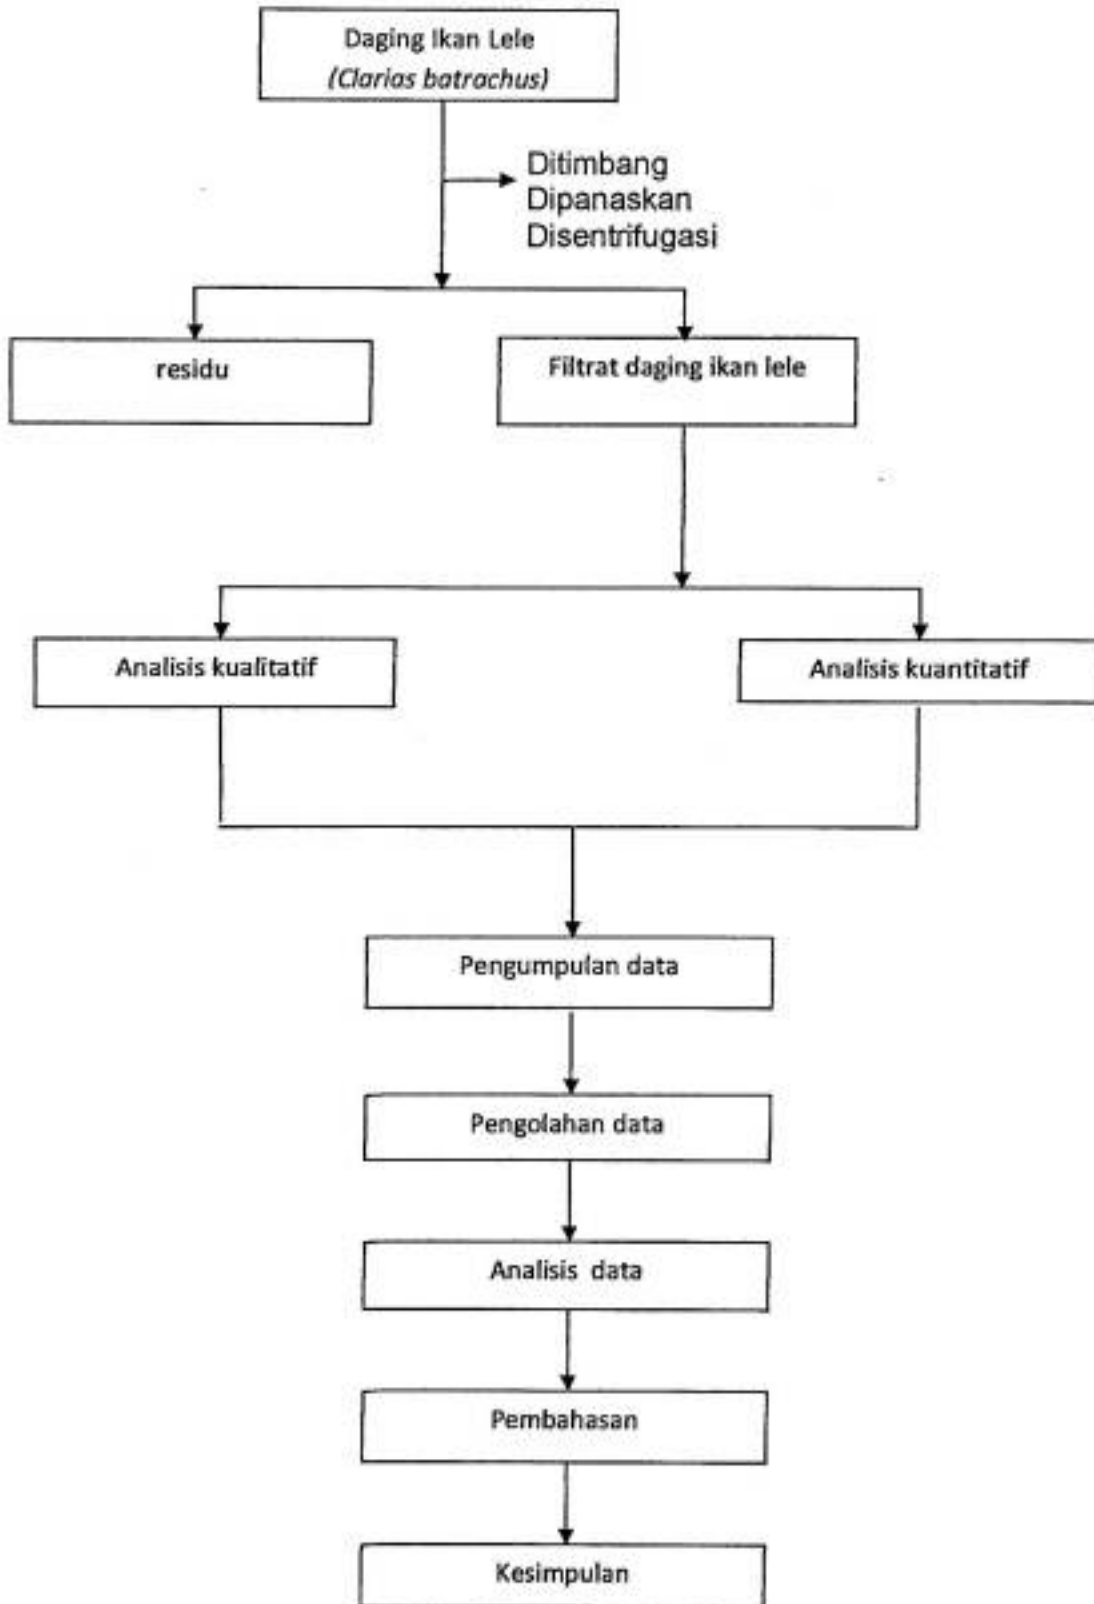 Daging Ikan Lele
(Clarias batrachus)
Ditimbang
Dipanaskan
Disentrifugasi
residu
Filtrat daging ikan lele
Analisis kualitatif
Analisis kuantitatif
Pengumpulan data
Pengolahan data
Analisis data
Pembahasan
Kesimpulan